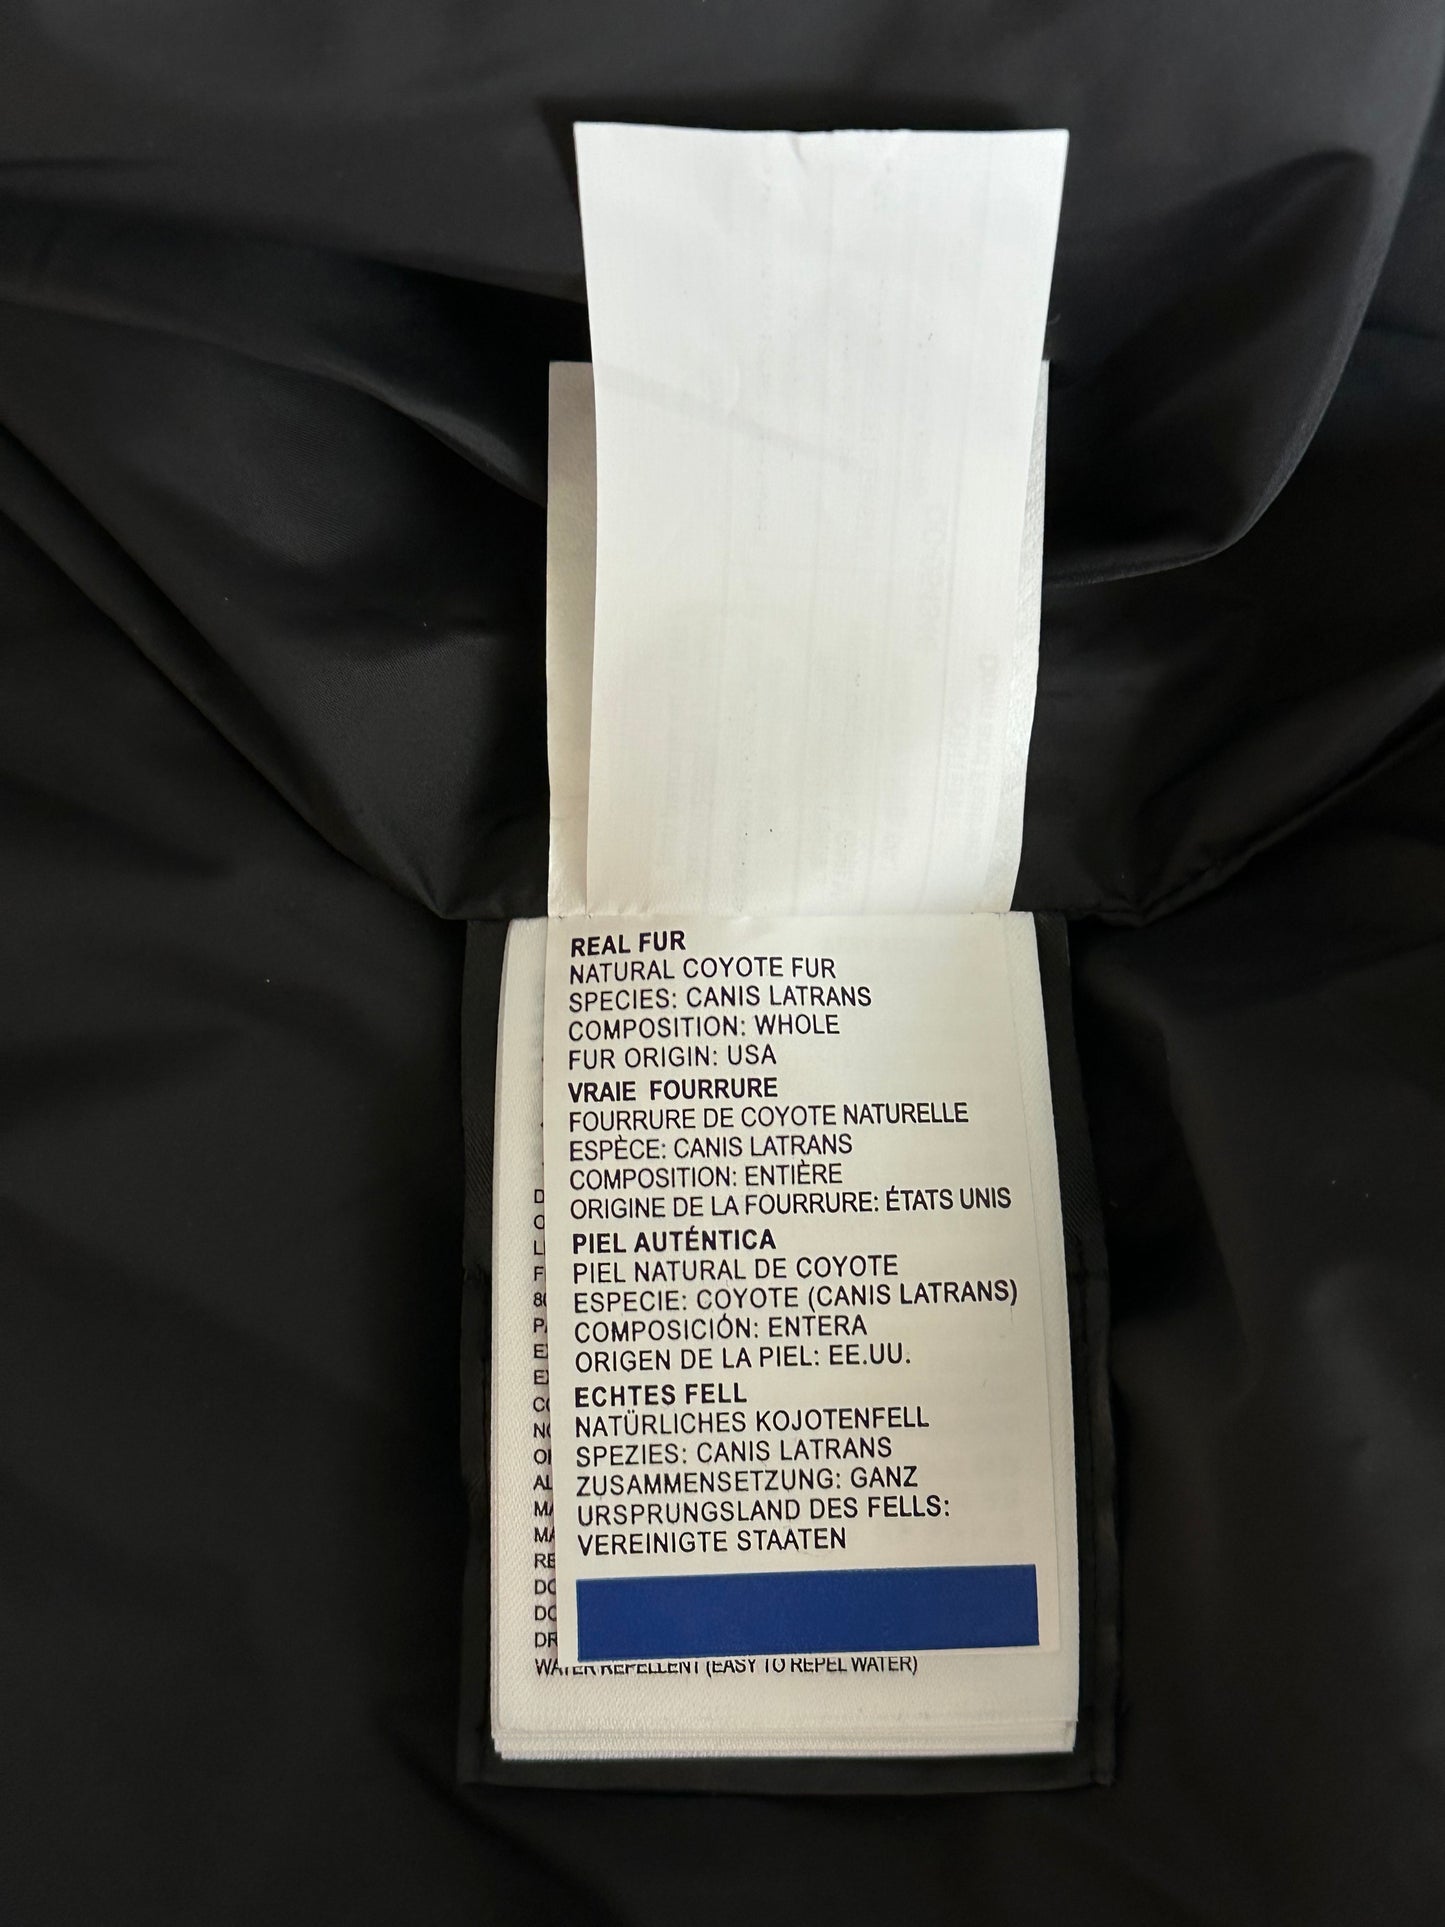 REAL FUR
NATURAL COYOTE FUR
SPECIES: CANIS LATRANS
COMPOSITION: WHOLE
FUR ORIGIN: USA
VRAIE FOURRURE
FOURRURE DE COYOTE NATURELLE
ESPÈCE: CANIS LATRANS
COMPOSITION: ENTIÈRE
ORIGINE DE LA FOURRURE: ÉTATS UNIS
PIEL AUTÉNTICA
PIEL NATURAL DE COYOTE
ESPECIE: COYOTE (CANIS LATRANS)
COMPOSICIÓN: ENTERA
ORIGEN DE LA PIEL: EE.UU.
ECHTES FELL
NATÜRLICHES KOJOTENFELL
SPEZIES: CANIS LATRANS
ZUSAMMENSETZUNG: GANZ
URSPRUNGSLAND DES FELLS:
VEREINIGTE STAATEN
WATER REPELLENT (EASY TO REPEL WATER)